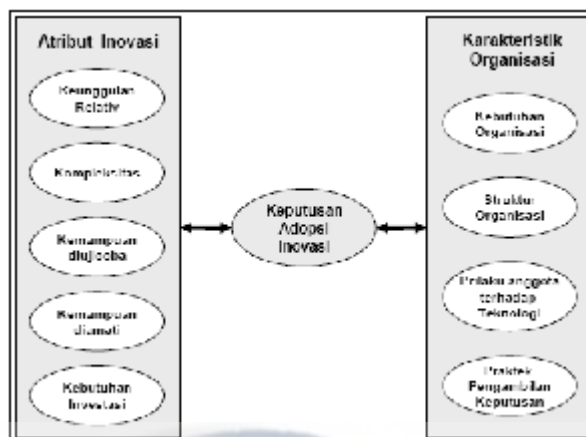 Atribut Inovasi
Keunggulan
Relativ
Kompleksitas
Kemampuan
diujicoba
Kemampuan
diamati
Kebutuhan
Investasi
Keputusan
Adopsi
Inovasi
Karakteristik
Organisasi
Kebutuhan
Organisasi
Struktur
Organisasi
Prilaku anggota
terhadap
Teknologi
Praktek
Pengambilan
Keputusan